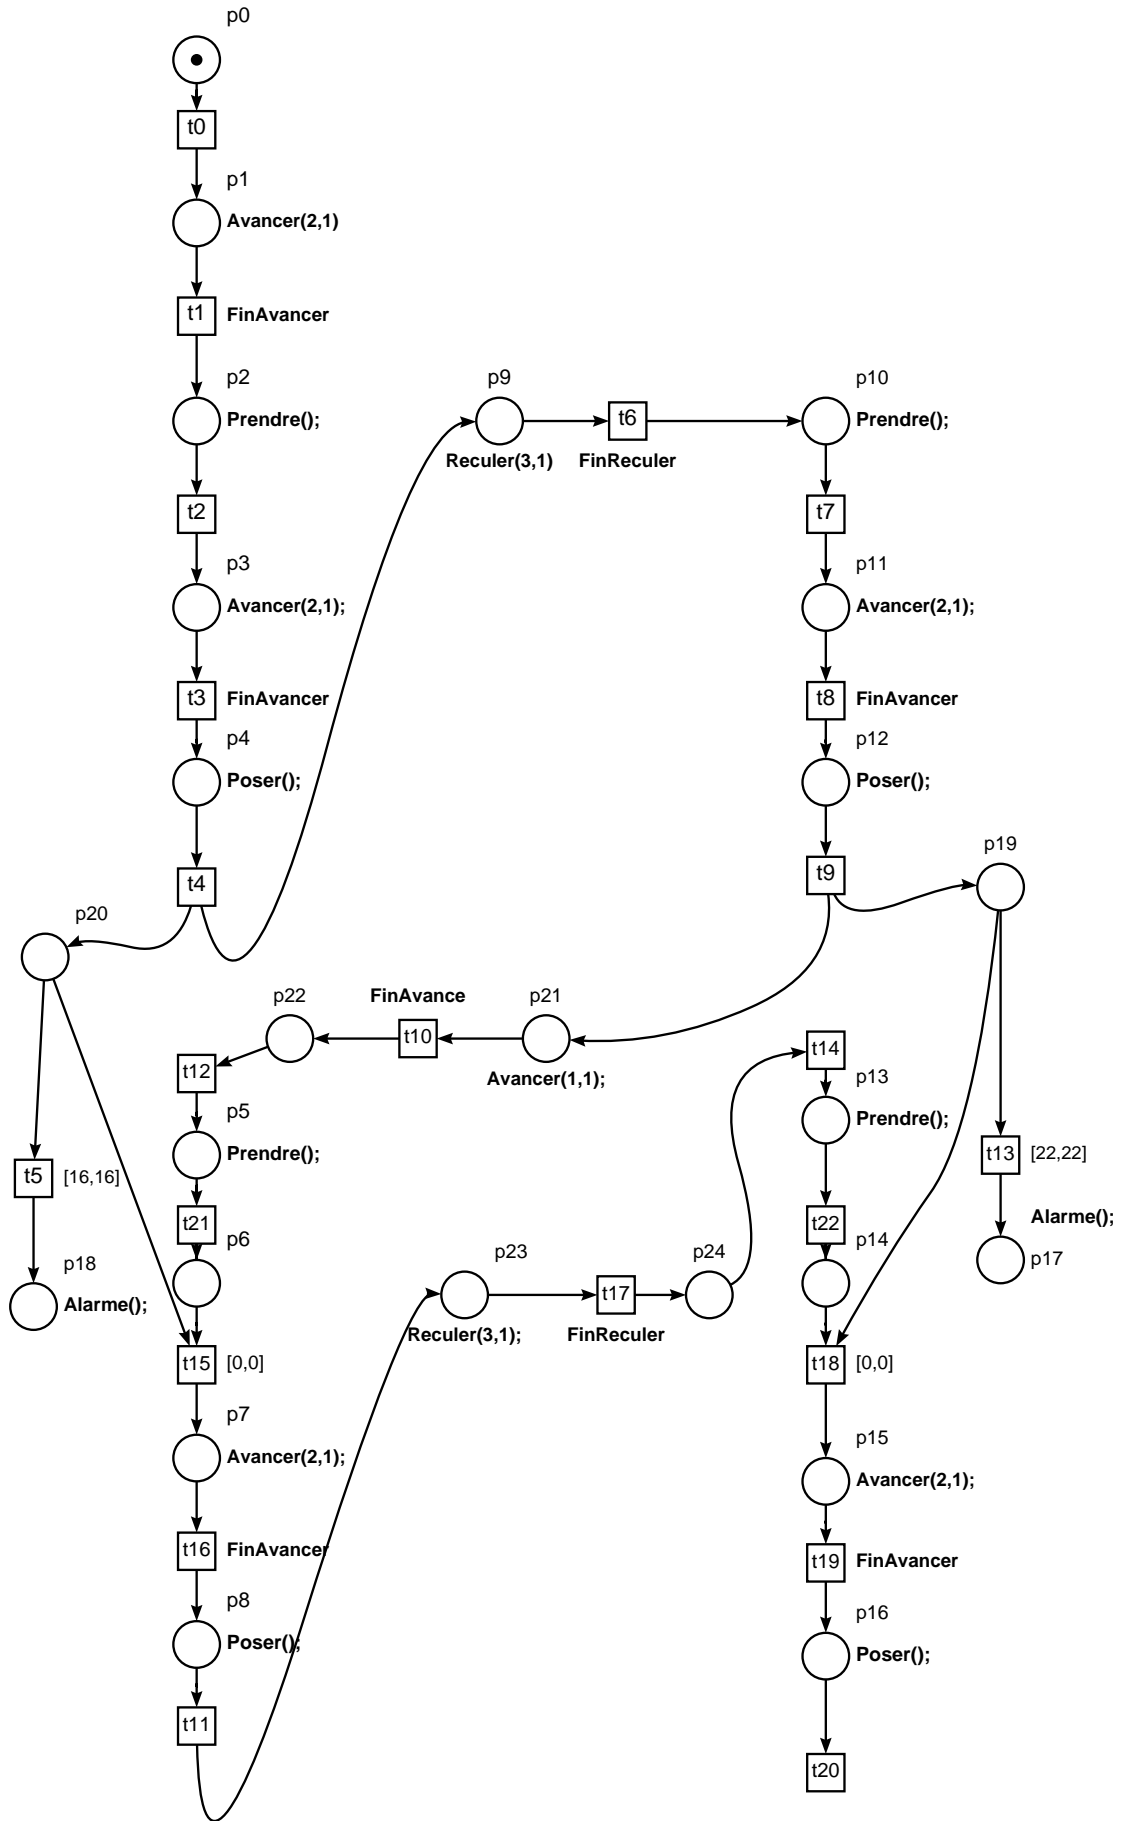 p0
t0
p1
Avancer(2,1)
t1 FinAvancer
p2 p9 p10
Prendre(); t6 Prendre();
Reculer(3,1) FinReculer
t2 t7
p3 p11
Avancer(2,1); Avancer(2,1);
t3 FinAvancer t8 FinAvancer
p4 p12
Poser(); Poser();
p19
t4 t9
p20
p22 FinAvance p21
t10 t14
t12 Avancer(1,1); p13
p5 Prendre();
Prendre(); t13 [22,22]
t5 [16,16]
t21 Alarme(); t22
p6 p23 p24 p14 p17
p18
Alarme(); t17
Reculer(3,1); FinReculer
t15 [0,0] t18 [0,0]
p7 p15
Avancer(2,1); Avancer(2,1);
t16 FinAvancer t19 FinAvancer
p8 p16
Poser(); Poser();
t11
t20